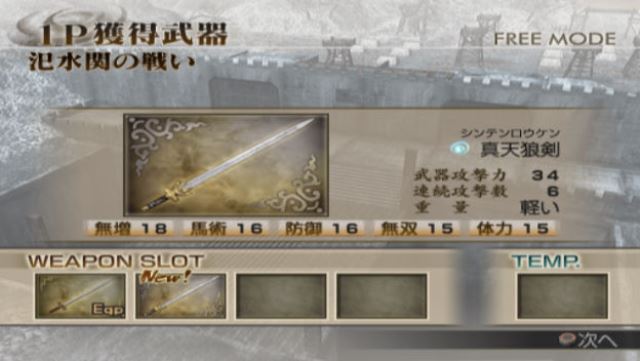 1P獲得武器
FREE MODE
汜水関の戦い
シンテンロウケン
真天狼剣
武器攻撃力 34
連続攻撃数 6
重量 軽い
無増 18 馬術 16 防御 16 無双 15 体力 15
WEAPON SLOT
TEMP.
New!
Eqp
次へ